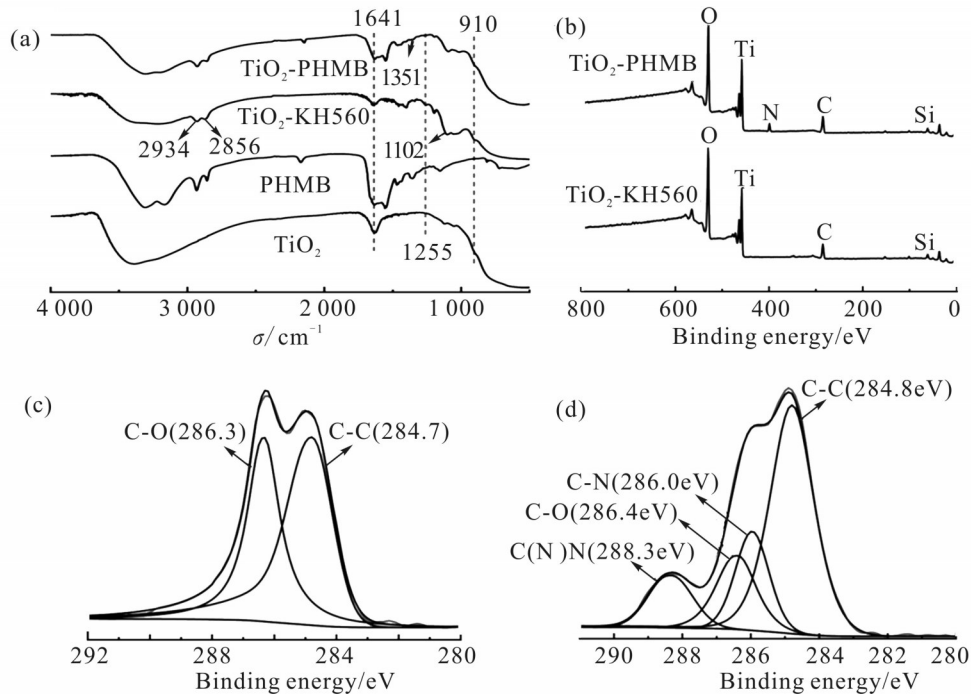 (a)
1641
910
TiO₂-PHMB
1351
TiO₂-KH560
2934
2856
1102
PHMB
TiO₂
1255
4 000
3 000
2 000
1 000
σ/ cm⁻¹
(b)
O
Ti
TiO₂-PHMB
N
C
Si
O
Ti
TiO₂-KH560
C
Si
800
600
400
200
0
Binding energy/eV
(c)
C-O(286.3)
C-C(284.7)
292
288
284
280
Binding energy/eV
(d)
C-C(284.8eV)
C-N(286.0eV)
C-O(286.4eV)
C(N )N(288.3eV)
290
288
286
284
282
280
Binding energy/eV